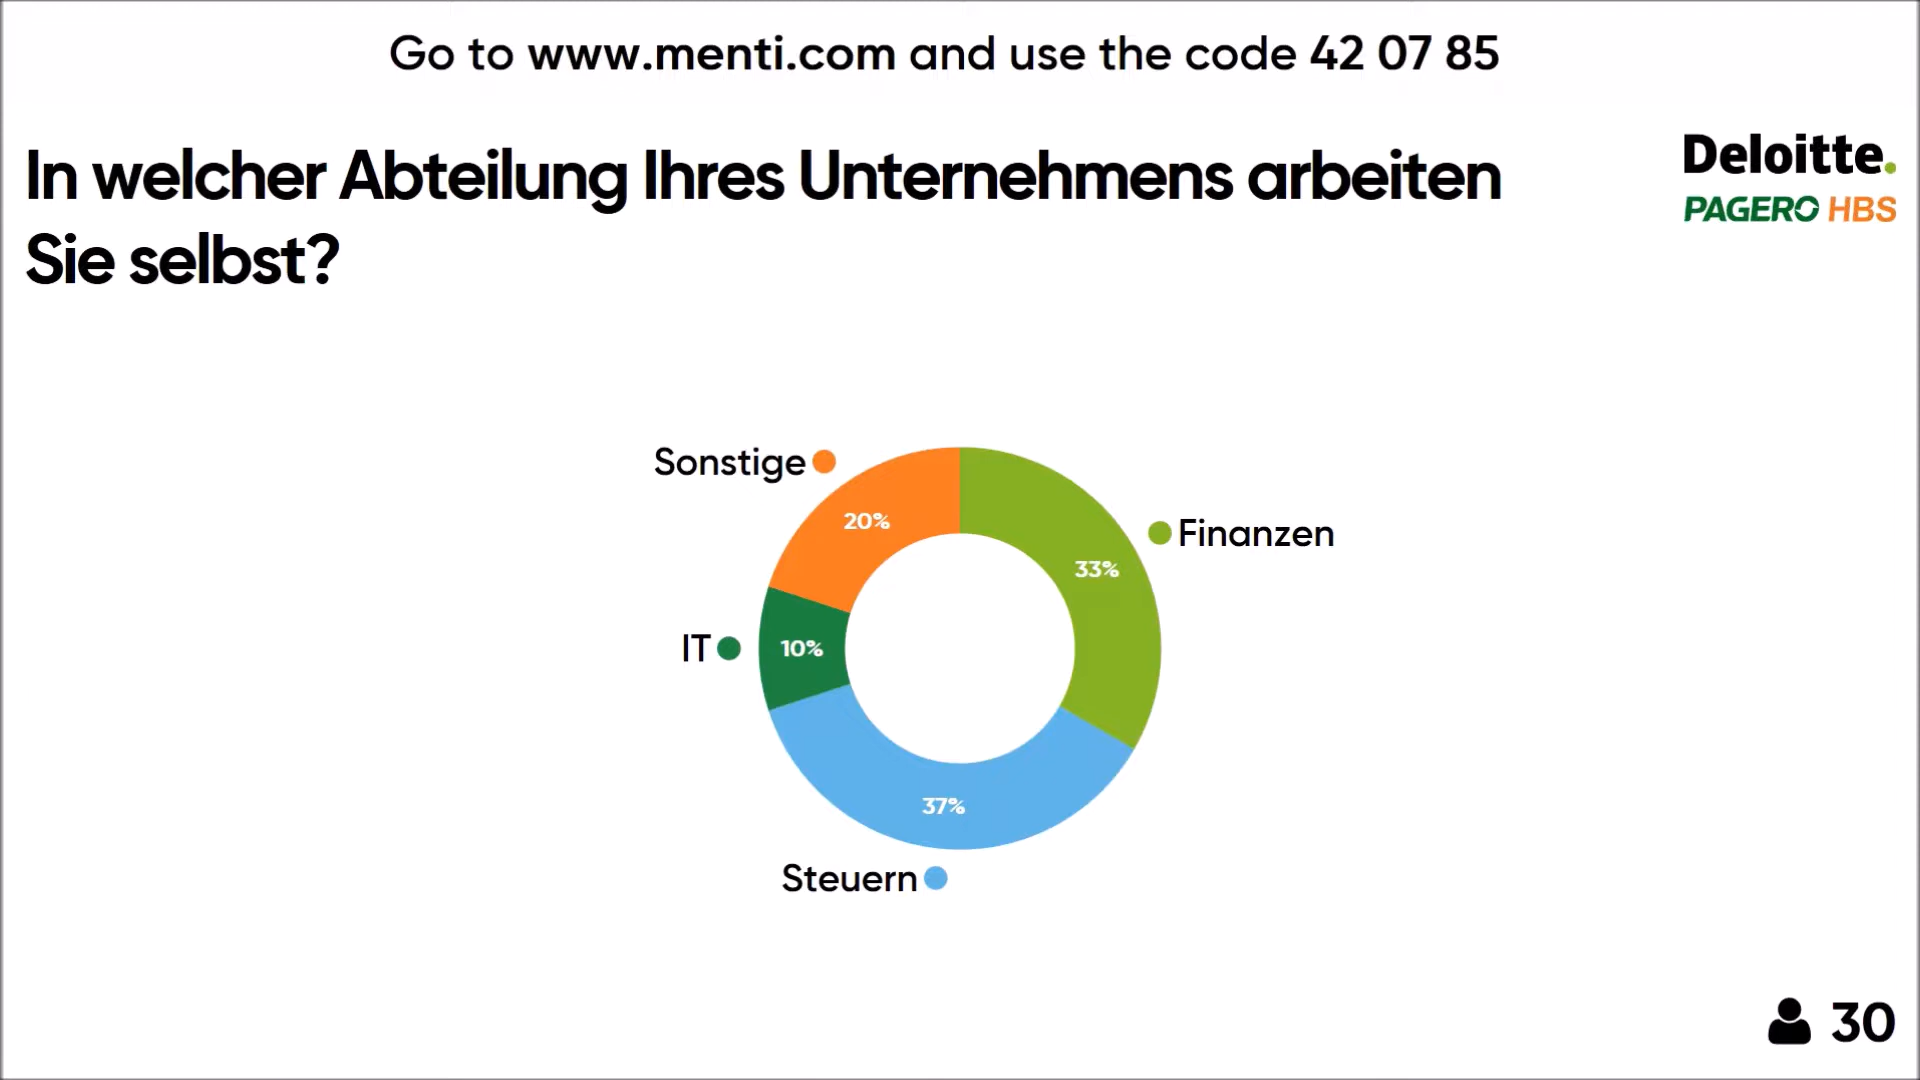 Go to www.menti.com and use the code 42 07 85
In welcher Abteilung Ihres Unternehmens arbeiten
Sie selbst?
Deloitte.
PAGERO HBS
Sonstige
20%
Finanzen
33%
IT
10%
37%
Steuern
30